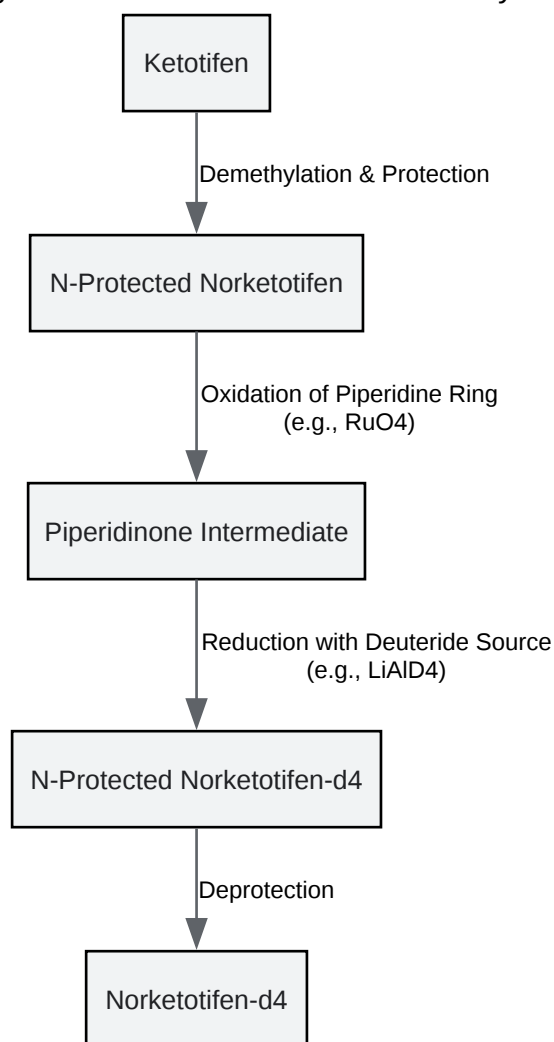 Ketotifen
Demethylation & Protection
N-Protected Norketotifen
Oxidation of Piperidine Ring
(e.g., RuO4)
Piperidinone Intermediate
Reduction with Deuteride Source
(e.g., LiAlD4)
N-Protected Norketotifen-d4
Deprotection
Norketotifen-d4